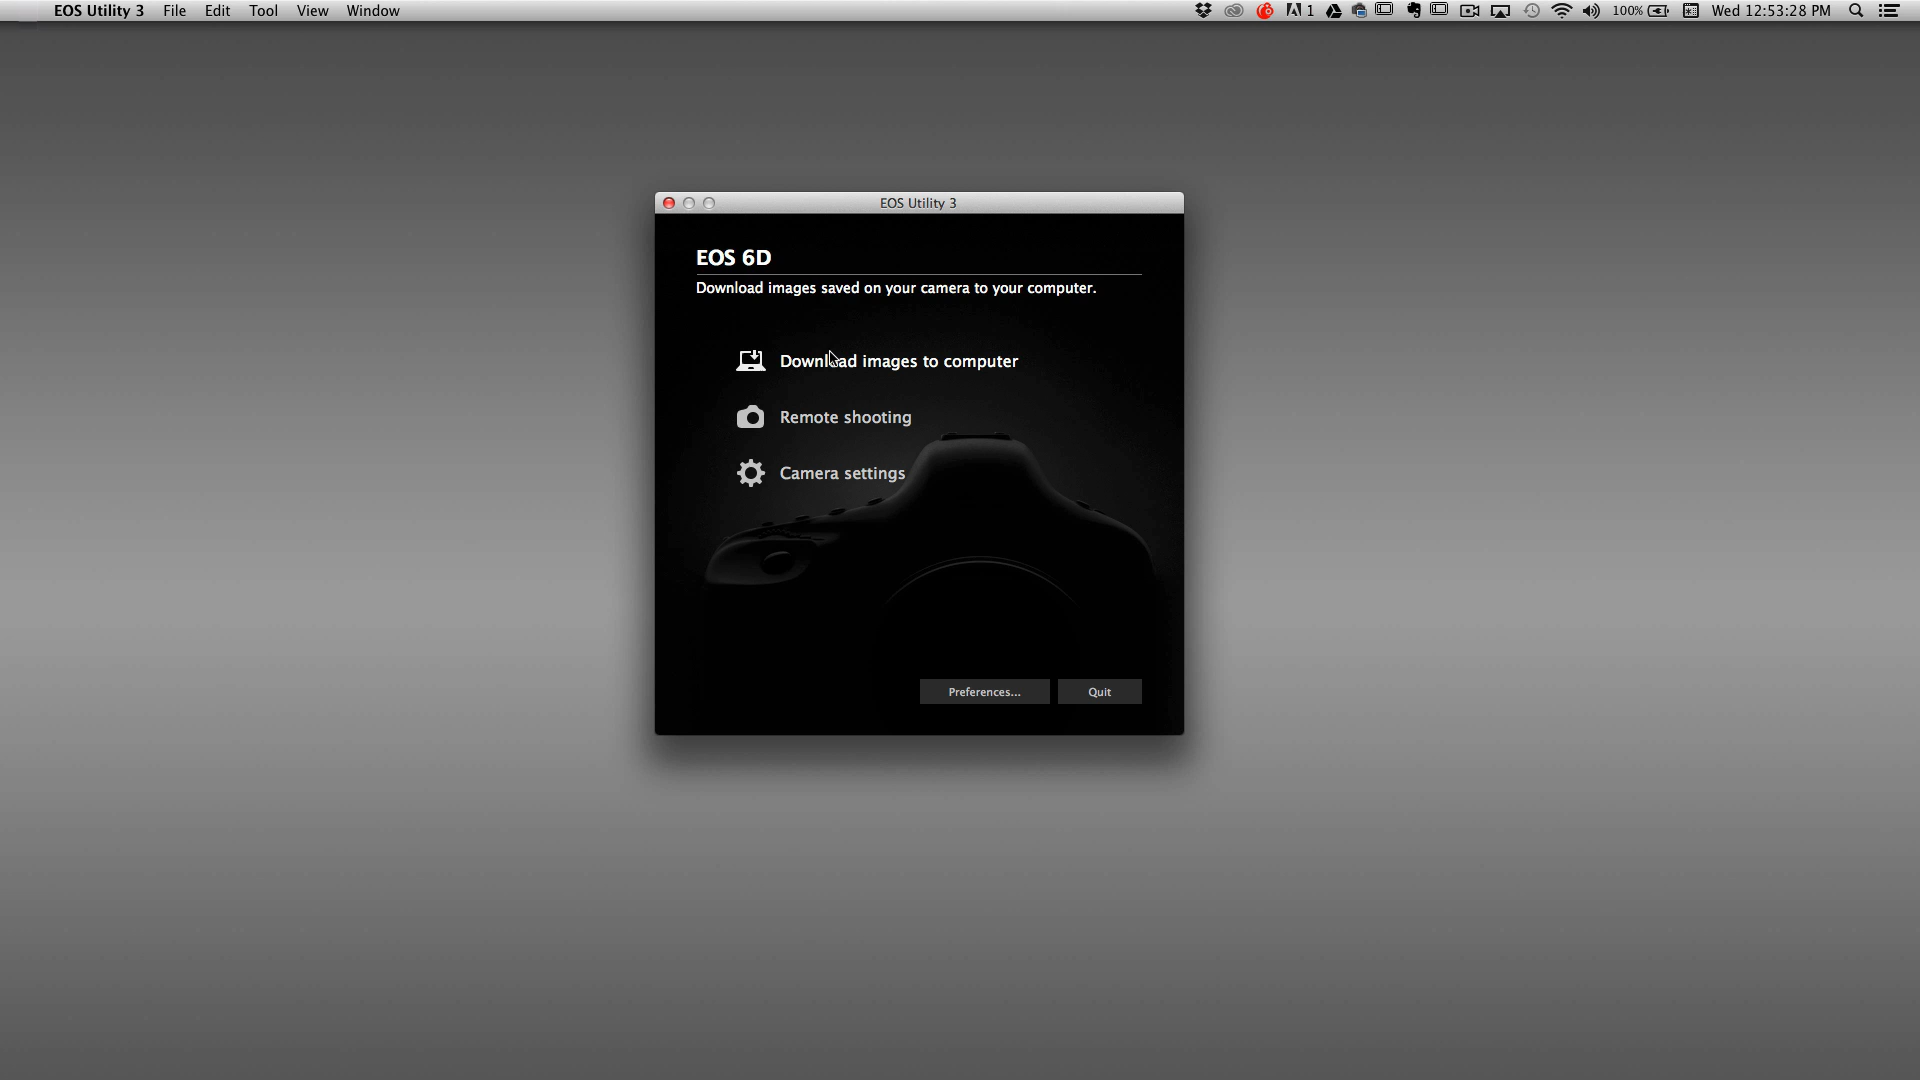 EOS Utility 3 File Edit Tool View Window 1 100% Wed 12:53:28 PM
EOS Utility 3
EOS 6D
Download images saved on your camera to your computer.
Download images to computer
Remote shooting
Camera settings
Preferences... Quit